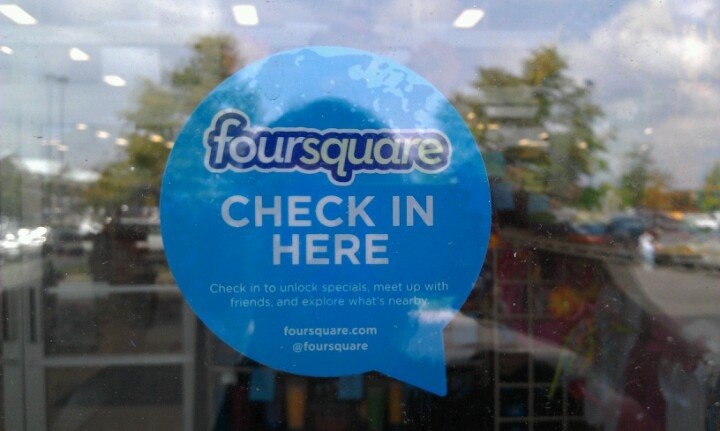 foursquare
CHECK IN
HERE
Check in to unlock specials, meet up with
friends, and explore what's nearby.
foursquare.com
@foursquare